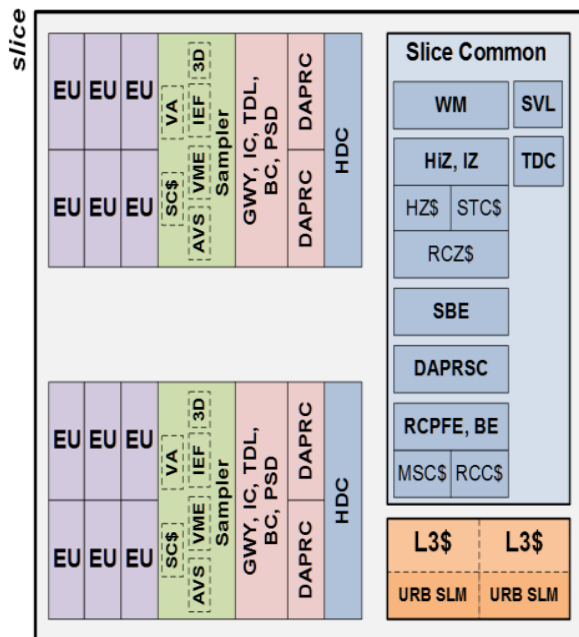 slice
EU EU EU
EU EU EU
VA
SC$
3D
IEF
VME
AVS
Sampler
GWY, IC, TDL,
BC, PSD
DAPRC
DAPRC
HDC
EU EU EU
EU EU EU
VA
SC$
3D
IEF
VME
AVS
Sampler
GWY, IC, TDL,
BC, PSD
DAPRC
DAPRC
HDC
Slice Common
WM SVL
HiZ, IZ TDC
HZ$ STC$
RCZ$
SBE
DAPRSC
RCPFE, BE
MSC$ RCC$
L3$ L3$
URB SLM URB SLM